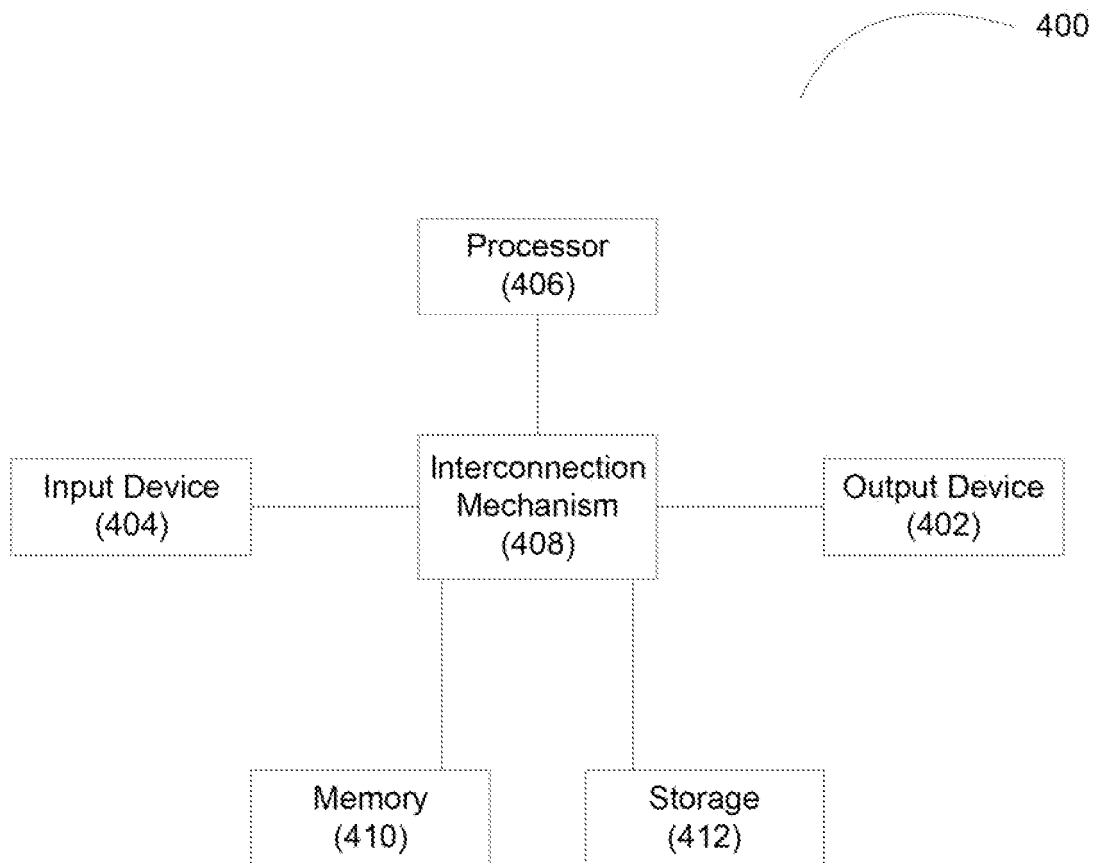 400
Processor
(406)
Input Device
(404)
Interconnection
Mechanism
(408)
Output Device
(402)
Memory
(410)
Storage
(412)